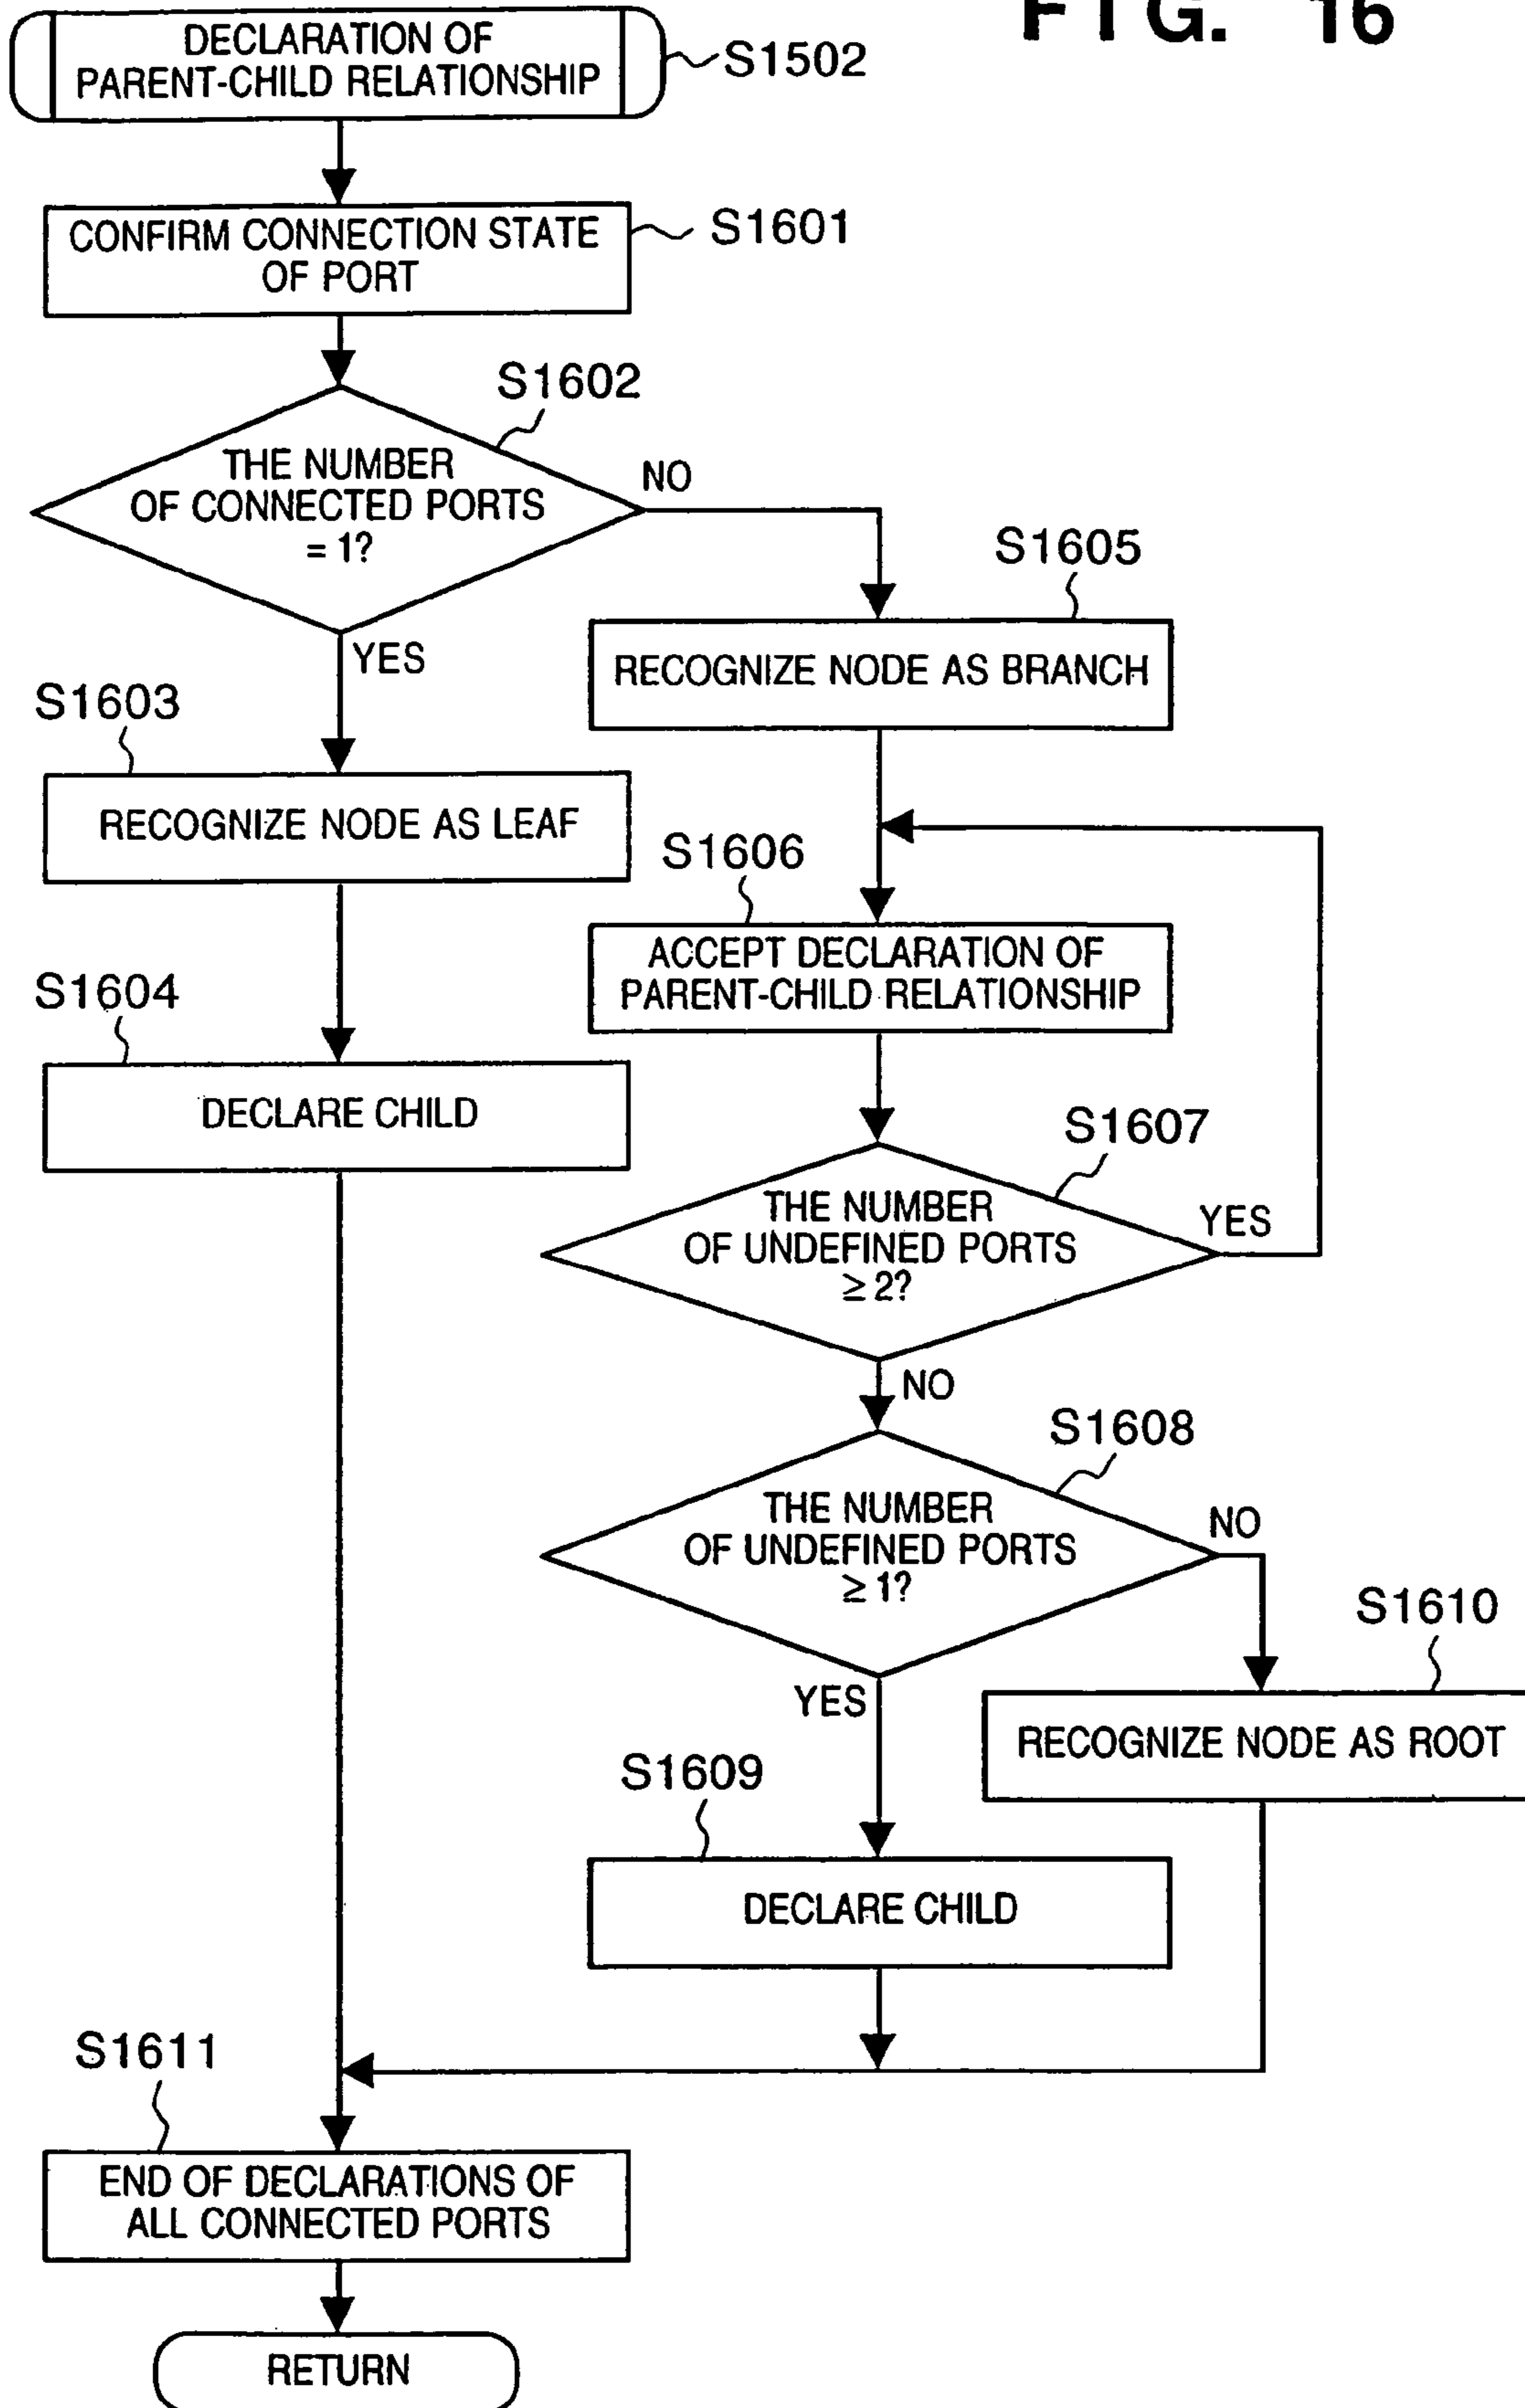 FIG. 16
DECLARATION OF
PARENT-CHILD RELATIONSHIP
S1502
CONFIRM CONNECTION STATE
OF PORT
S1601
S1602
THE NUMBER
OF CONNECTED PORTS
= 1?
NO
YES
S1605
RECOGNIZE NODE AS BRANCH
S1603
RECOGNIZE NODE AS LEAF
S1606
ACCEPT DECLARATION OF
PARENT-CHILD RELATIONSHIP
S1604
DECLARE CHILD
S1607
THE NUMBER
OF UNDEFINED PORTS
≥ 2?
YES
NO
S1608
THE NUMBER
OF UNDEFINED PORTS
≥ 1?
NO
YES
S1610
RECOGNIZE NODE AS ROOT
S1609
DECLARE CHILD
S1611
END OF DECLARATIONS OF
ALL CONNECTED PORTS
RETURN